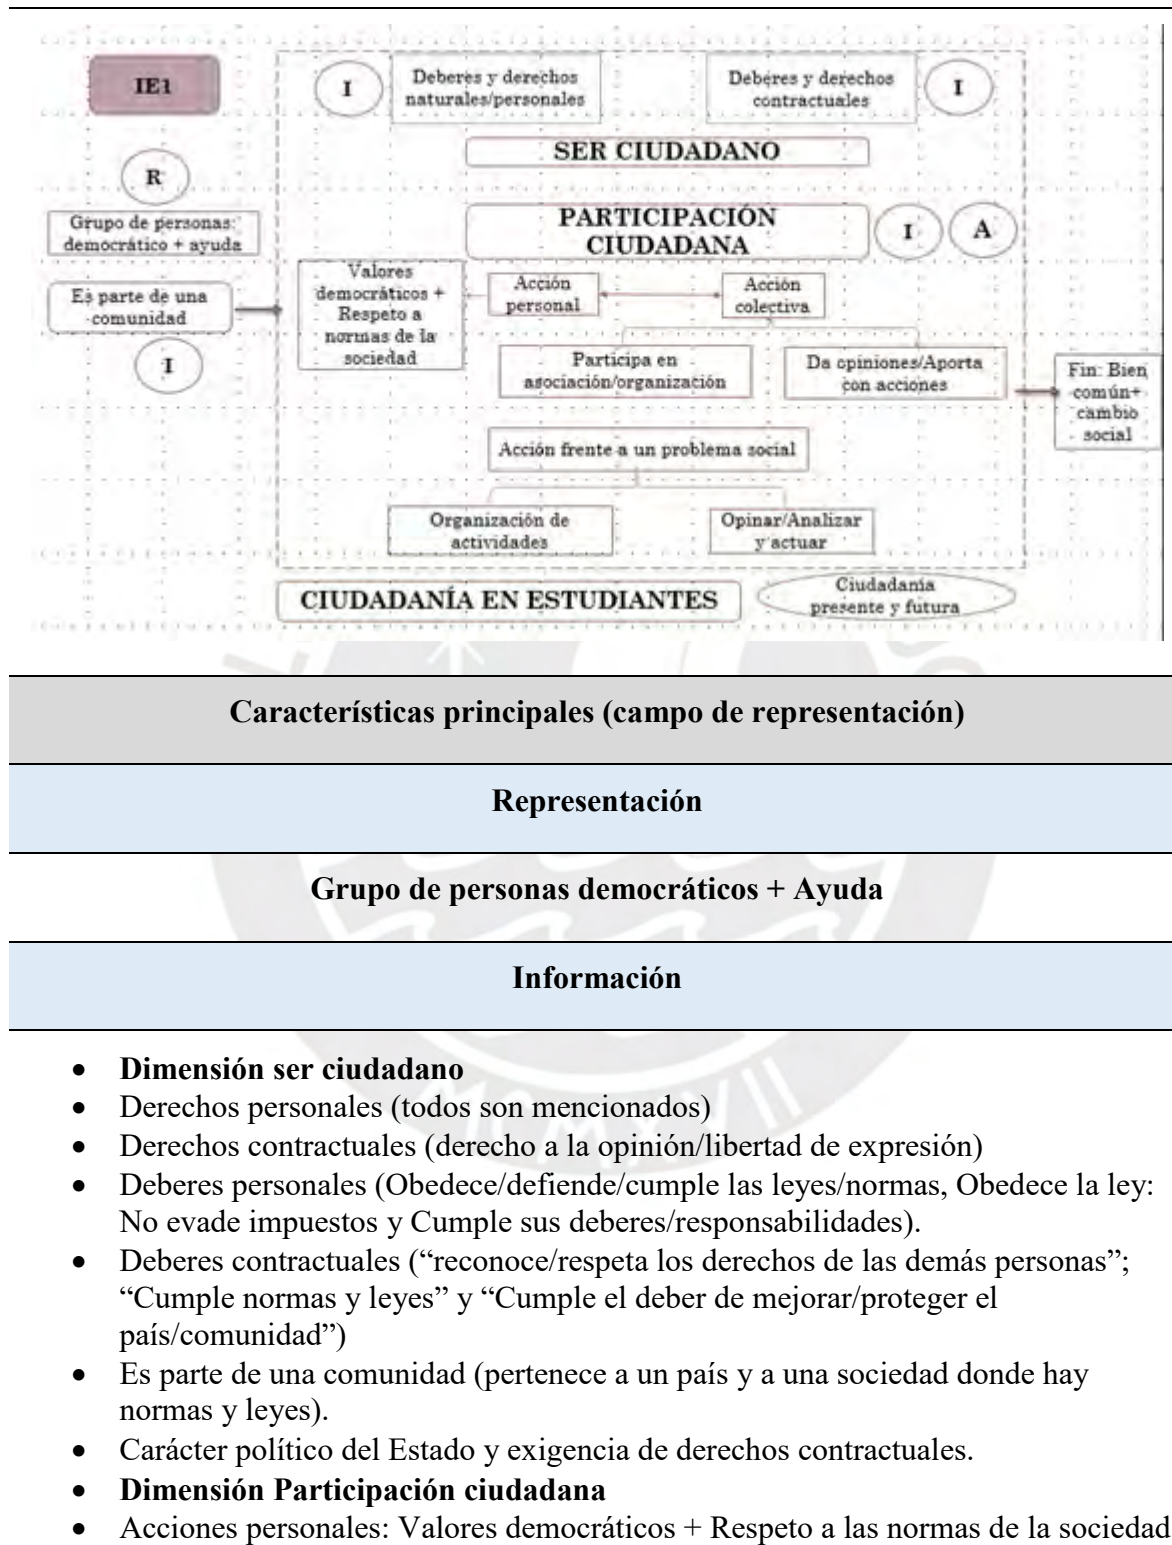 IE1
I
Deberes y derechos
naturales/personales
Deberes y derechos
contractuales
I
SER CIUDADANO
R
Grupo de personas:
democrático + ayuda
PARTICIPACIÓN
CIUDADANA
I
A
Es parte de una
comunidad
I
Valores
democráticos +
Respeto a
normas de la
sociedad
Acción
personal
Acción
colectiva
Participa en
asociación/organización
Da opiniones/Aporta
con acciones
Fin: Bien
común+
cambio
social
Acción frente a un problema social
Organización de
actividades
Opinar/Analizar
y actuar
CIUDADANÍA EN ESTUDIANTES
Ciudadanía
presente y futura
Características principales (campo de representación)
Representación
Grupo de personas democráticos + Ayuda
Información
• Dimensión ser ciudadano
• Derechos personales (todos son mencionados)
• Derechos contractuales (derecho a la opinión/libertad de expresión)
• Deberes personales (Obedece/defiende/cumple las leyes/normas, Obedece la ley:
No evade impuestos y Cumple sus deberes/responsabilidades).
• Deberes contractuales (“reconoce/respeta los derechos de las demás personas”;
“Cumple normas y leyes” y “Cumple el deber de mejorar/proteger el
país/comunidad”)
• Es parte de una comunidad (pertenece a un país y a una sociedad donde hay
normas y leyes).
• Carácter político del Estado y exigencia de derechos contractuales.
• Dimensión Participación ciudadana
• Acciones personales: Valores democráticos + Respeto a las normas de la sociedad
MCMXVII